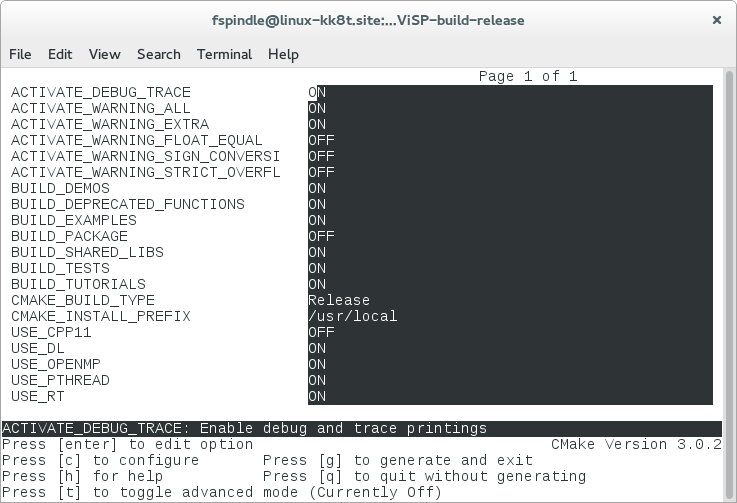 fspindle@linux-kk8t.site:...ViSP-build-release ×
File Edit View Search Terminal Help
Page 1 of 1
ACTIVATE_DEBUG_TRACE ON
ACTIVATE_WARNING_ALL ON
ACTIVATE_WARNING_EXTRA ON
ACTIVATE_WARNING_FLOAT_EQUAL OFF
ACTIVATE_WARNING_SIGN_CONVERSI OFF
ACTIVATE_WARNING_STRICT_OVERFL OFF
BUILD_DEMOS ON
BUILD_DEPRECATED_FUNCTIONS ON
BUILD_EXAMPLES ON
BUILD_PACKAGE OFF
BUILD_SHARED_LIBS ON
BUILD_TESTS ON
BUILD_TUTORIALS ON
CMAKE_BUILD_TYPE Release
CMAKE_INSTALL_PREFIX /usr/local
USE_CPP11 OFF
USE_DL ON
USE_OPENMP ON
USE_PTHREAD ON
USE_RT ON
ACTIVATE_DEBUG_TRACE: Enable debug and trace printings
Press [enter] to edit option CMake Version 3.0.2
Press [c] to configure Press [g] to generate and exit
Press [h] for help Press [q] to quit without generating
Press [t] to toggle advanced mode (Currently Off)